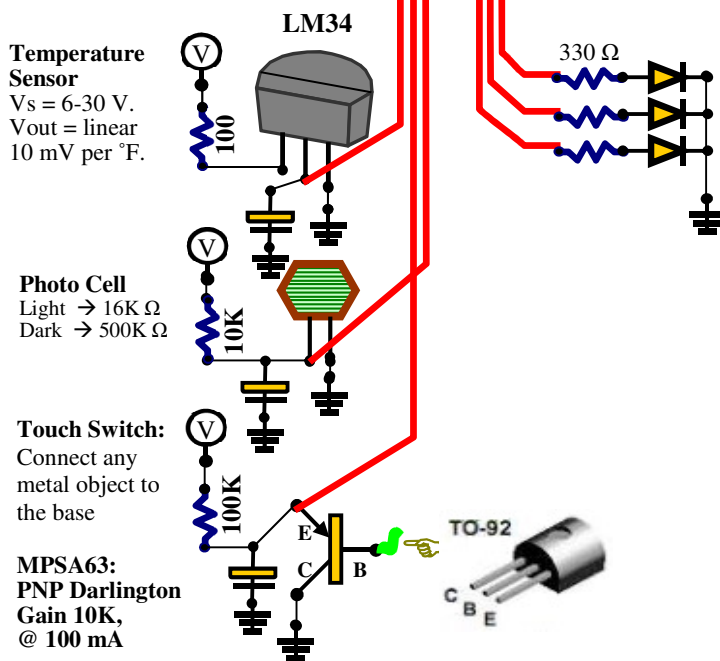 LM34
Temperature
Sensor
Vs = 6-30 V.
Vout = linear
10 mV per ˚F.
V
100
330 Ω
Photo Cell
Light → 16K Ω
Dark → 500K Ω
V
10K
Touch Switch:
Connect any
metal object to
the base
V
100K
E
C
B
MPSA63:
PNP Darlington
Gain 10K,
@ 100 mA
TO-92
C
B
E